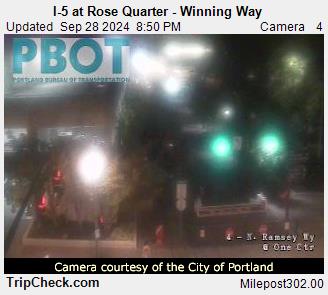 I-5 at Rose Quarter - Winning Way
Updated Sep 28 2024 8:50 PM Camera 4
PBOT
PORTLAND BUREAU OF TRANSPORTATION
4 - N. Ramsey Wy
@ One Ctr
Camera courtesy of the City of Portland
TripCheck.com Milepost302.00